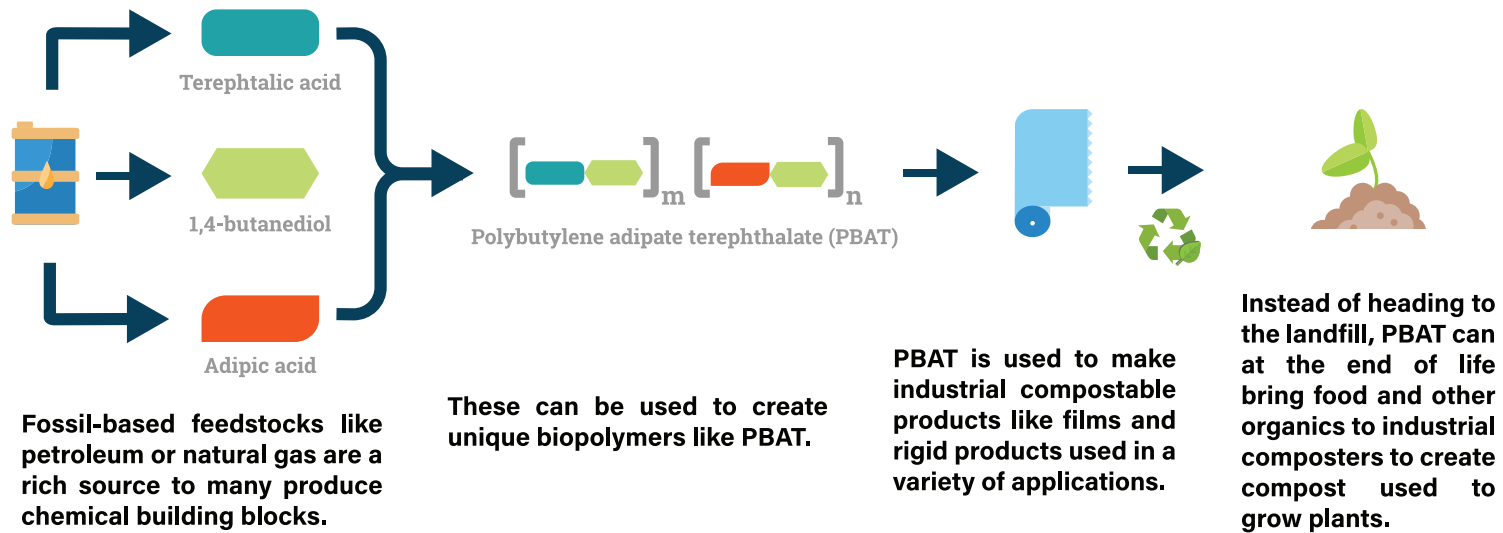 Terephtalic acid
1,4-butanediol
Adipic acid
Fossil-based feedstocks like
petroleum or natural gas are a
rich source to many produce
chemical building blocks.
m
n
Polybutylene adipate terephthalate (PBAT)
These can be used to create
unique biopolymers like PBAT.
PBAT is used to make
industrial compostable
products like films and
rigid products used in a
variety of applications.
Instead of heading to
the landfill, PBAT can
at the end of life
bring food and other
organics to industrial
composters to create
compost used to
grow plants.